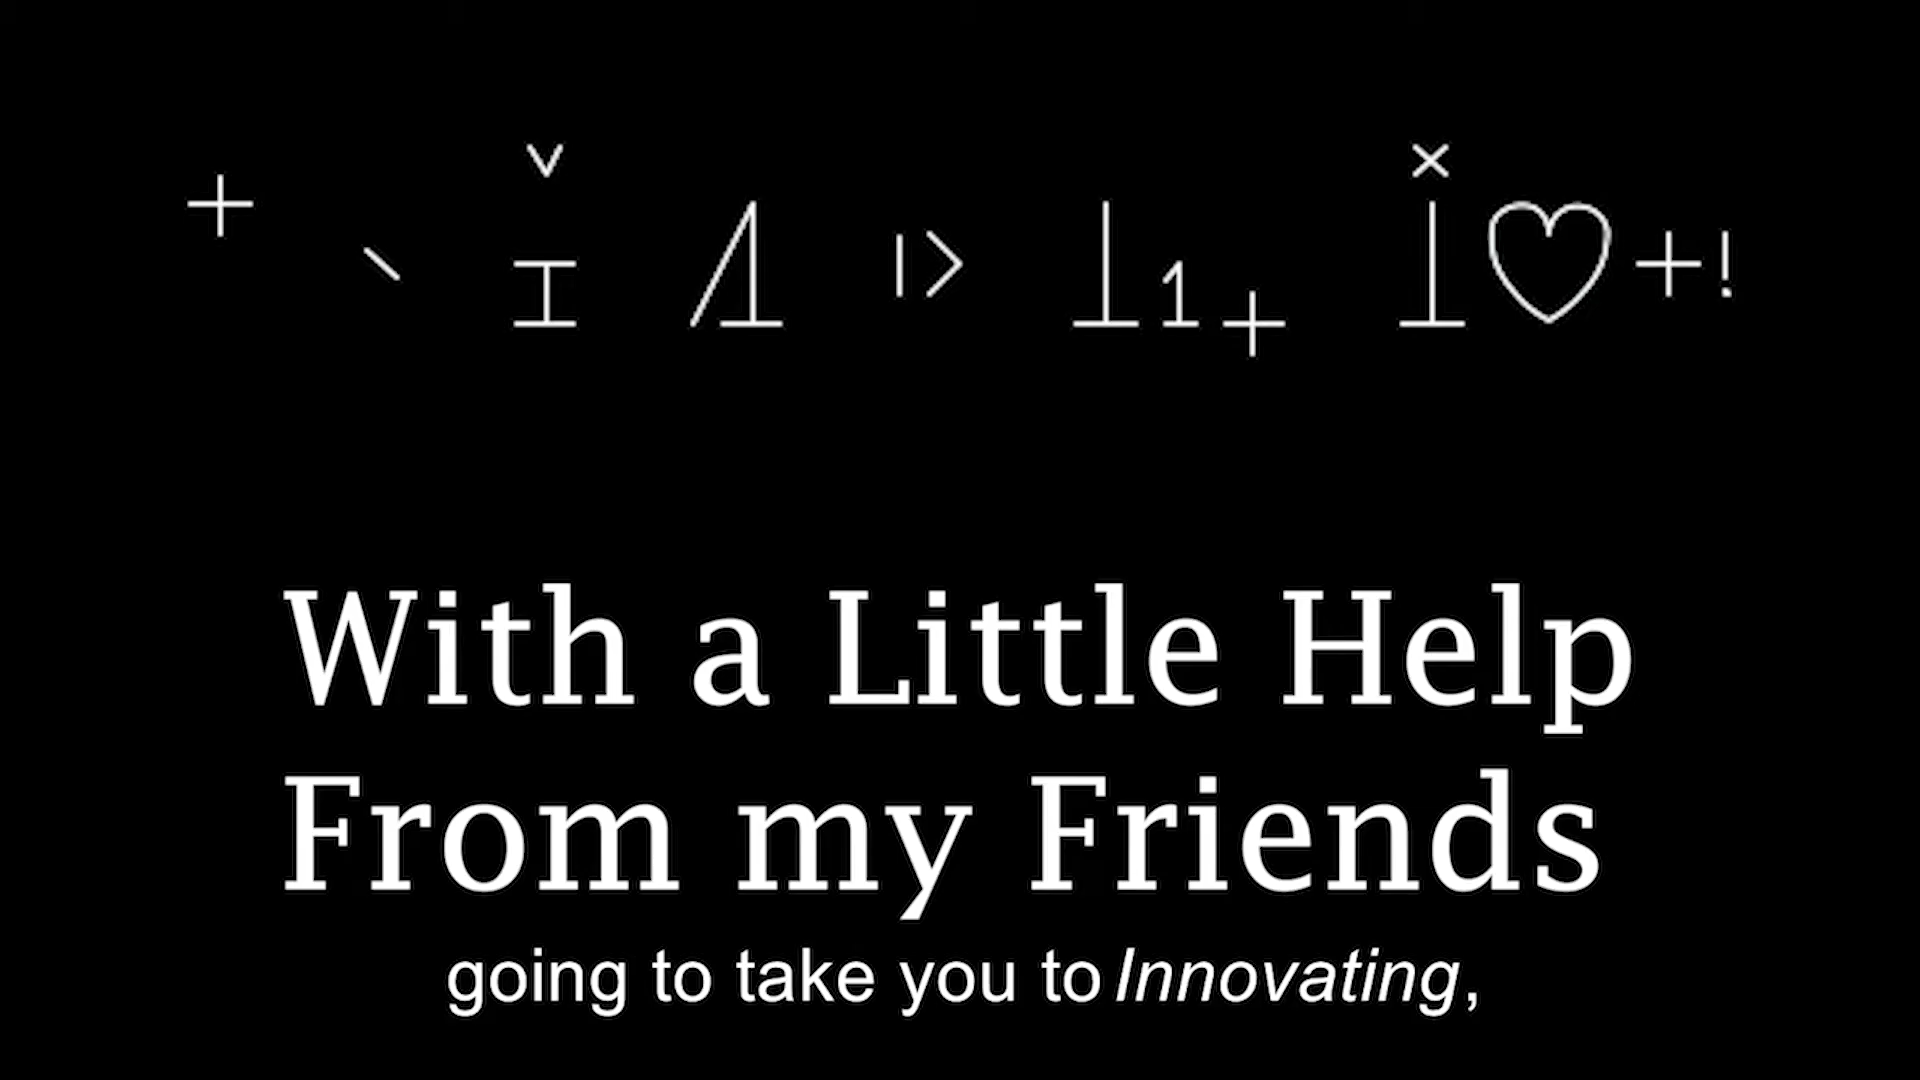 With a Little Help
From my Friends
going to take you to Innovating,